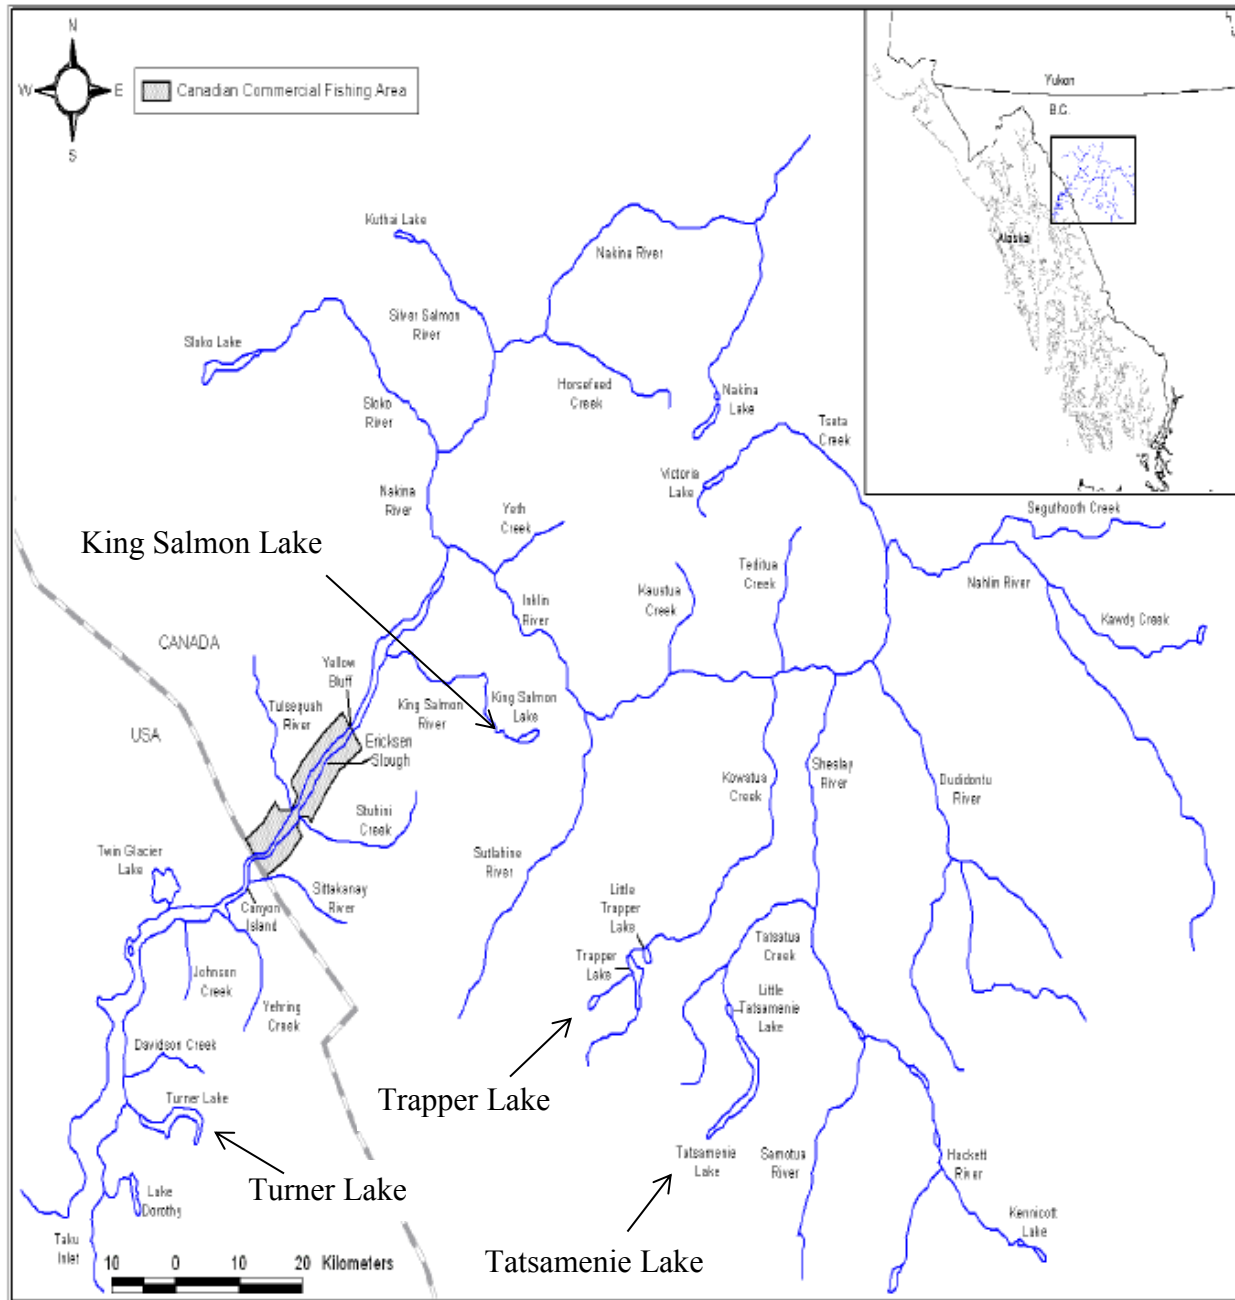 N
W
E
S
Canadian Commercial Fishing Area
Yukon
B.C.
Alaska
Kuthai Lake
Nakina River
Silver Salmon
River
Sloko Lake
Horsefeed
Creek
Nakina
Lake
Sloko
River
Tseta
Creek
Victoria
Lake
Nakina
River
Yeth
Creek
Seguthooth Creek
King Salmon Lake
Teditua
Creek
Nahlin River
Kaustua
Creek
Inklin
River
Kawdy Creek
CANADA
Yellow
Bluff
King Salmon
River
King Salmon
Lake
Tulsequah
River
USA
Ericksen
Slough
Sheslay
River
Kowatua
Creek
Dudidontu
River
Stuhini
Creek
Twin Glacier
Lake
Sutlahine
River
Sittakanay
River
Canyon
Island
Little
Trapper
Lake
Tatsatua
Creek
Trapper
Lake
Johnson
Creek
Yehring
Creek
Little
Tatsamenie
Lake
Davidson Creek
Turner Lake
Trapper Lake
Tatsamenie
Lake
Samotua
River
Hackett
River
Turner Lake
Lake
Dorothy
Kennicott
Lake
Taku
Inlet
Tatsamenie Lake
10 0 10 20 Kilometers